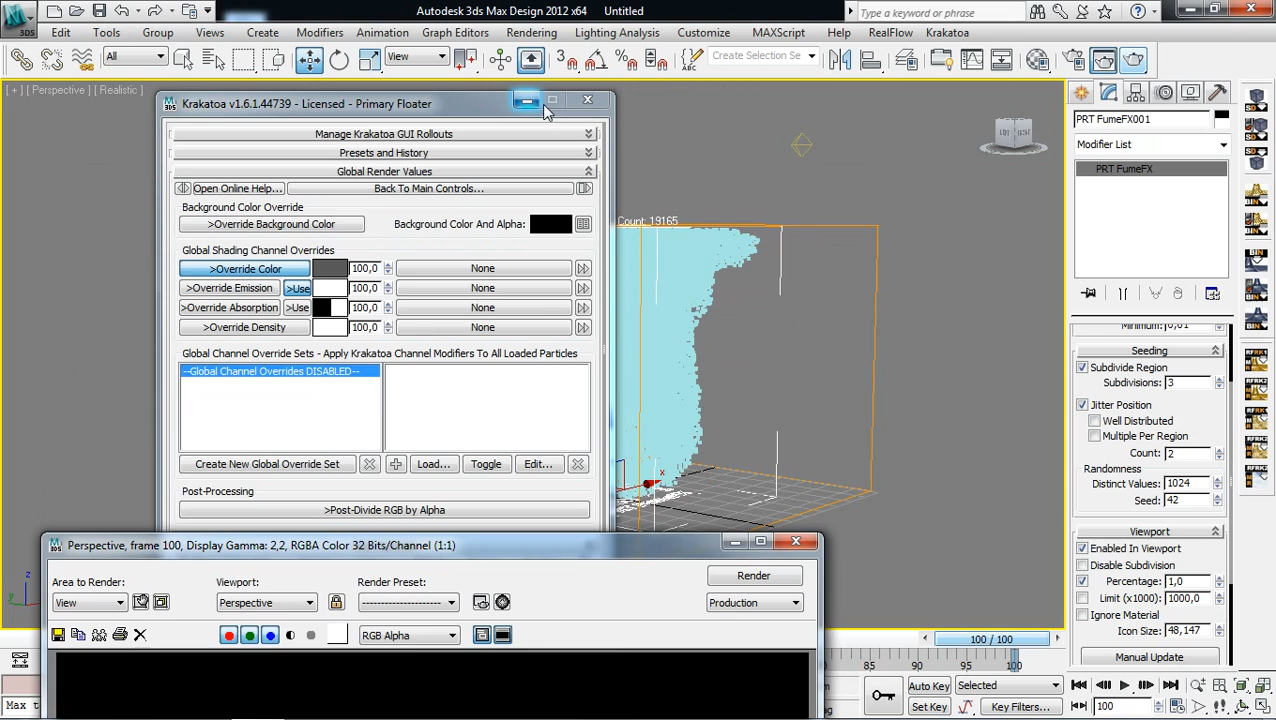 Autodesk 3ds Max Design 2012 x64 Untitled
Type a keyword or phrase
3DS
Edit Tools Group Views Create Modifiers Animation Graph Editors Rendering Lighting Analysis Customize MAXScript Help RealFlow Krakatoa
All View Create Selection Se
[ + ] [ Perspective ] [ Realistic ]
Krakatoa v1.6.1.44739 - Licensed - Primary Floater
Manage Krakatoa GUI Rollouts
Presets and History
Global Render Values
Open Online Help... Back To Main Controls...
Background Color Override
>Override Background Color Background Color And Alpha:
Global Shading Channel Overrides
>Override Color 100,0 None
>Override Emission >Use 100,0 None
>Override Absorption >Use 100,0 None
>Override Density 100,0 None
Global Channel Override Sets - Apply Krakatoa Channel Modifiers To All Loaded Particles
--Global Channel Overrides DISABLED--
Create New Global Override Set Load... Toggle Edit...
Post-Processing
>Post-Divide RGB by Alpha
Count: 19165
x
z
PRT FumeFX001
Modifier List
PRT FumeFX
Minimum: 0,01
Seeding
Subdivide Region
Subdivisions: 3
Jitter Position
Well Distributed
Multiple Per Region
Count: 2
Randomness
Distinct Values: 1024
Seed: 42
Viewport
Enabled In Viewport
Disable Subdivision
Percentage: 1,0
Limit (x1000) 1000,0
Ignore Material
Icon Size: 48,147
Manual Update
Perspective, frame 100, Display Gamma: 2,2, RGBA Color 32 Bits/Channel (1:1)
Area to Render: Viewport: Render Preset: Render
View Perspective Production
RGB Alpha
100 / 100
85 90 95 100
Auto Key Selected
Set Key Key Filters...
100
Max t